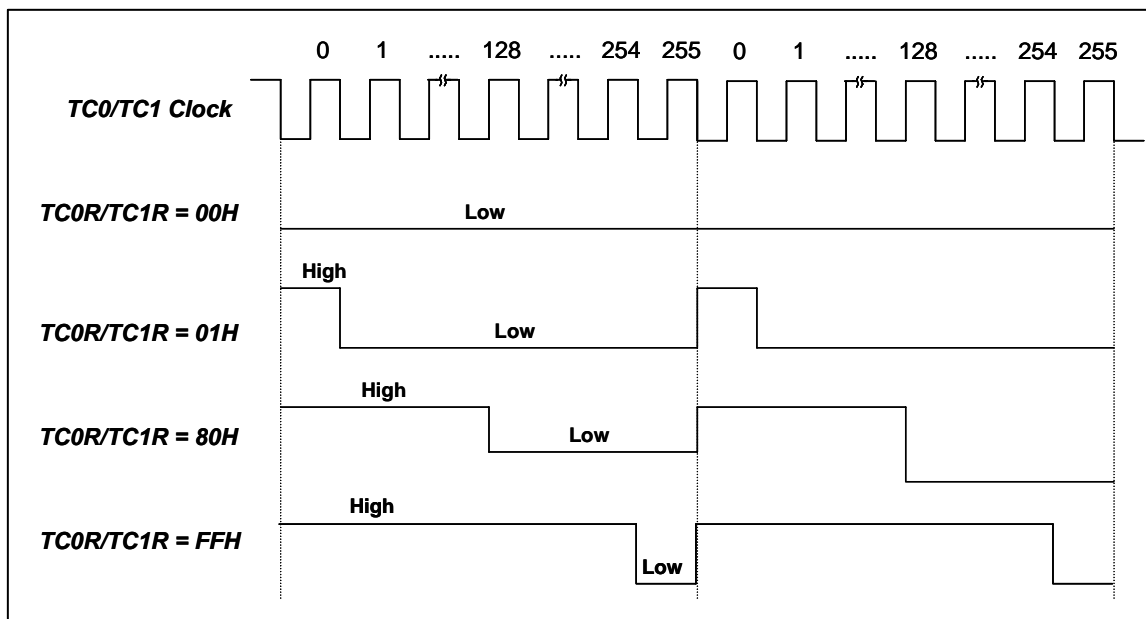 0 1 ..... 128 ..... 254 255 0 1 ..... 128 ..... 254 255
TC0/TC1 Clock
TC0R/TC1R = 00H
Low
High
TC0R/TC1R = 01H
Low
High
TC0R/TC1R = 80H
Low
High
TC0R/TC1R = FFH
Low